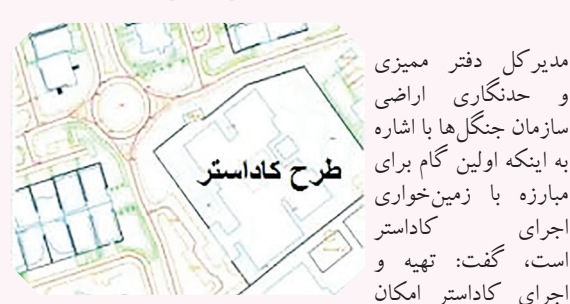 مدیرکل دفتر ممیزی
و حدنگاری اراضی
سازمان جنگل‌ها با اشاره
به اینکه اولین گام برای
مبارزه با زمین‌خواری
اجرای کاداستر
است، گفت: تهیه و
اجرای کاداستر امکان
طرح کاداستر